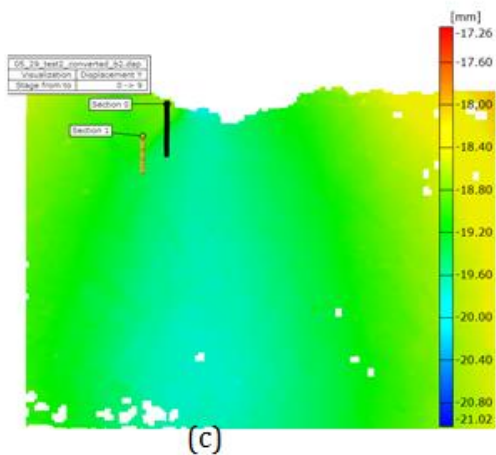 [mm]
-17.26
-17.60
18,00
-18.40
-18.80
-19.20
-19.60
-20.00
-20.40
-20.80
-21.02
05_29_test2_converted_b2.dap
Visualization Displacement Y
Stage from to 0 -> 9
Section 0
Section 1
(c)